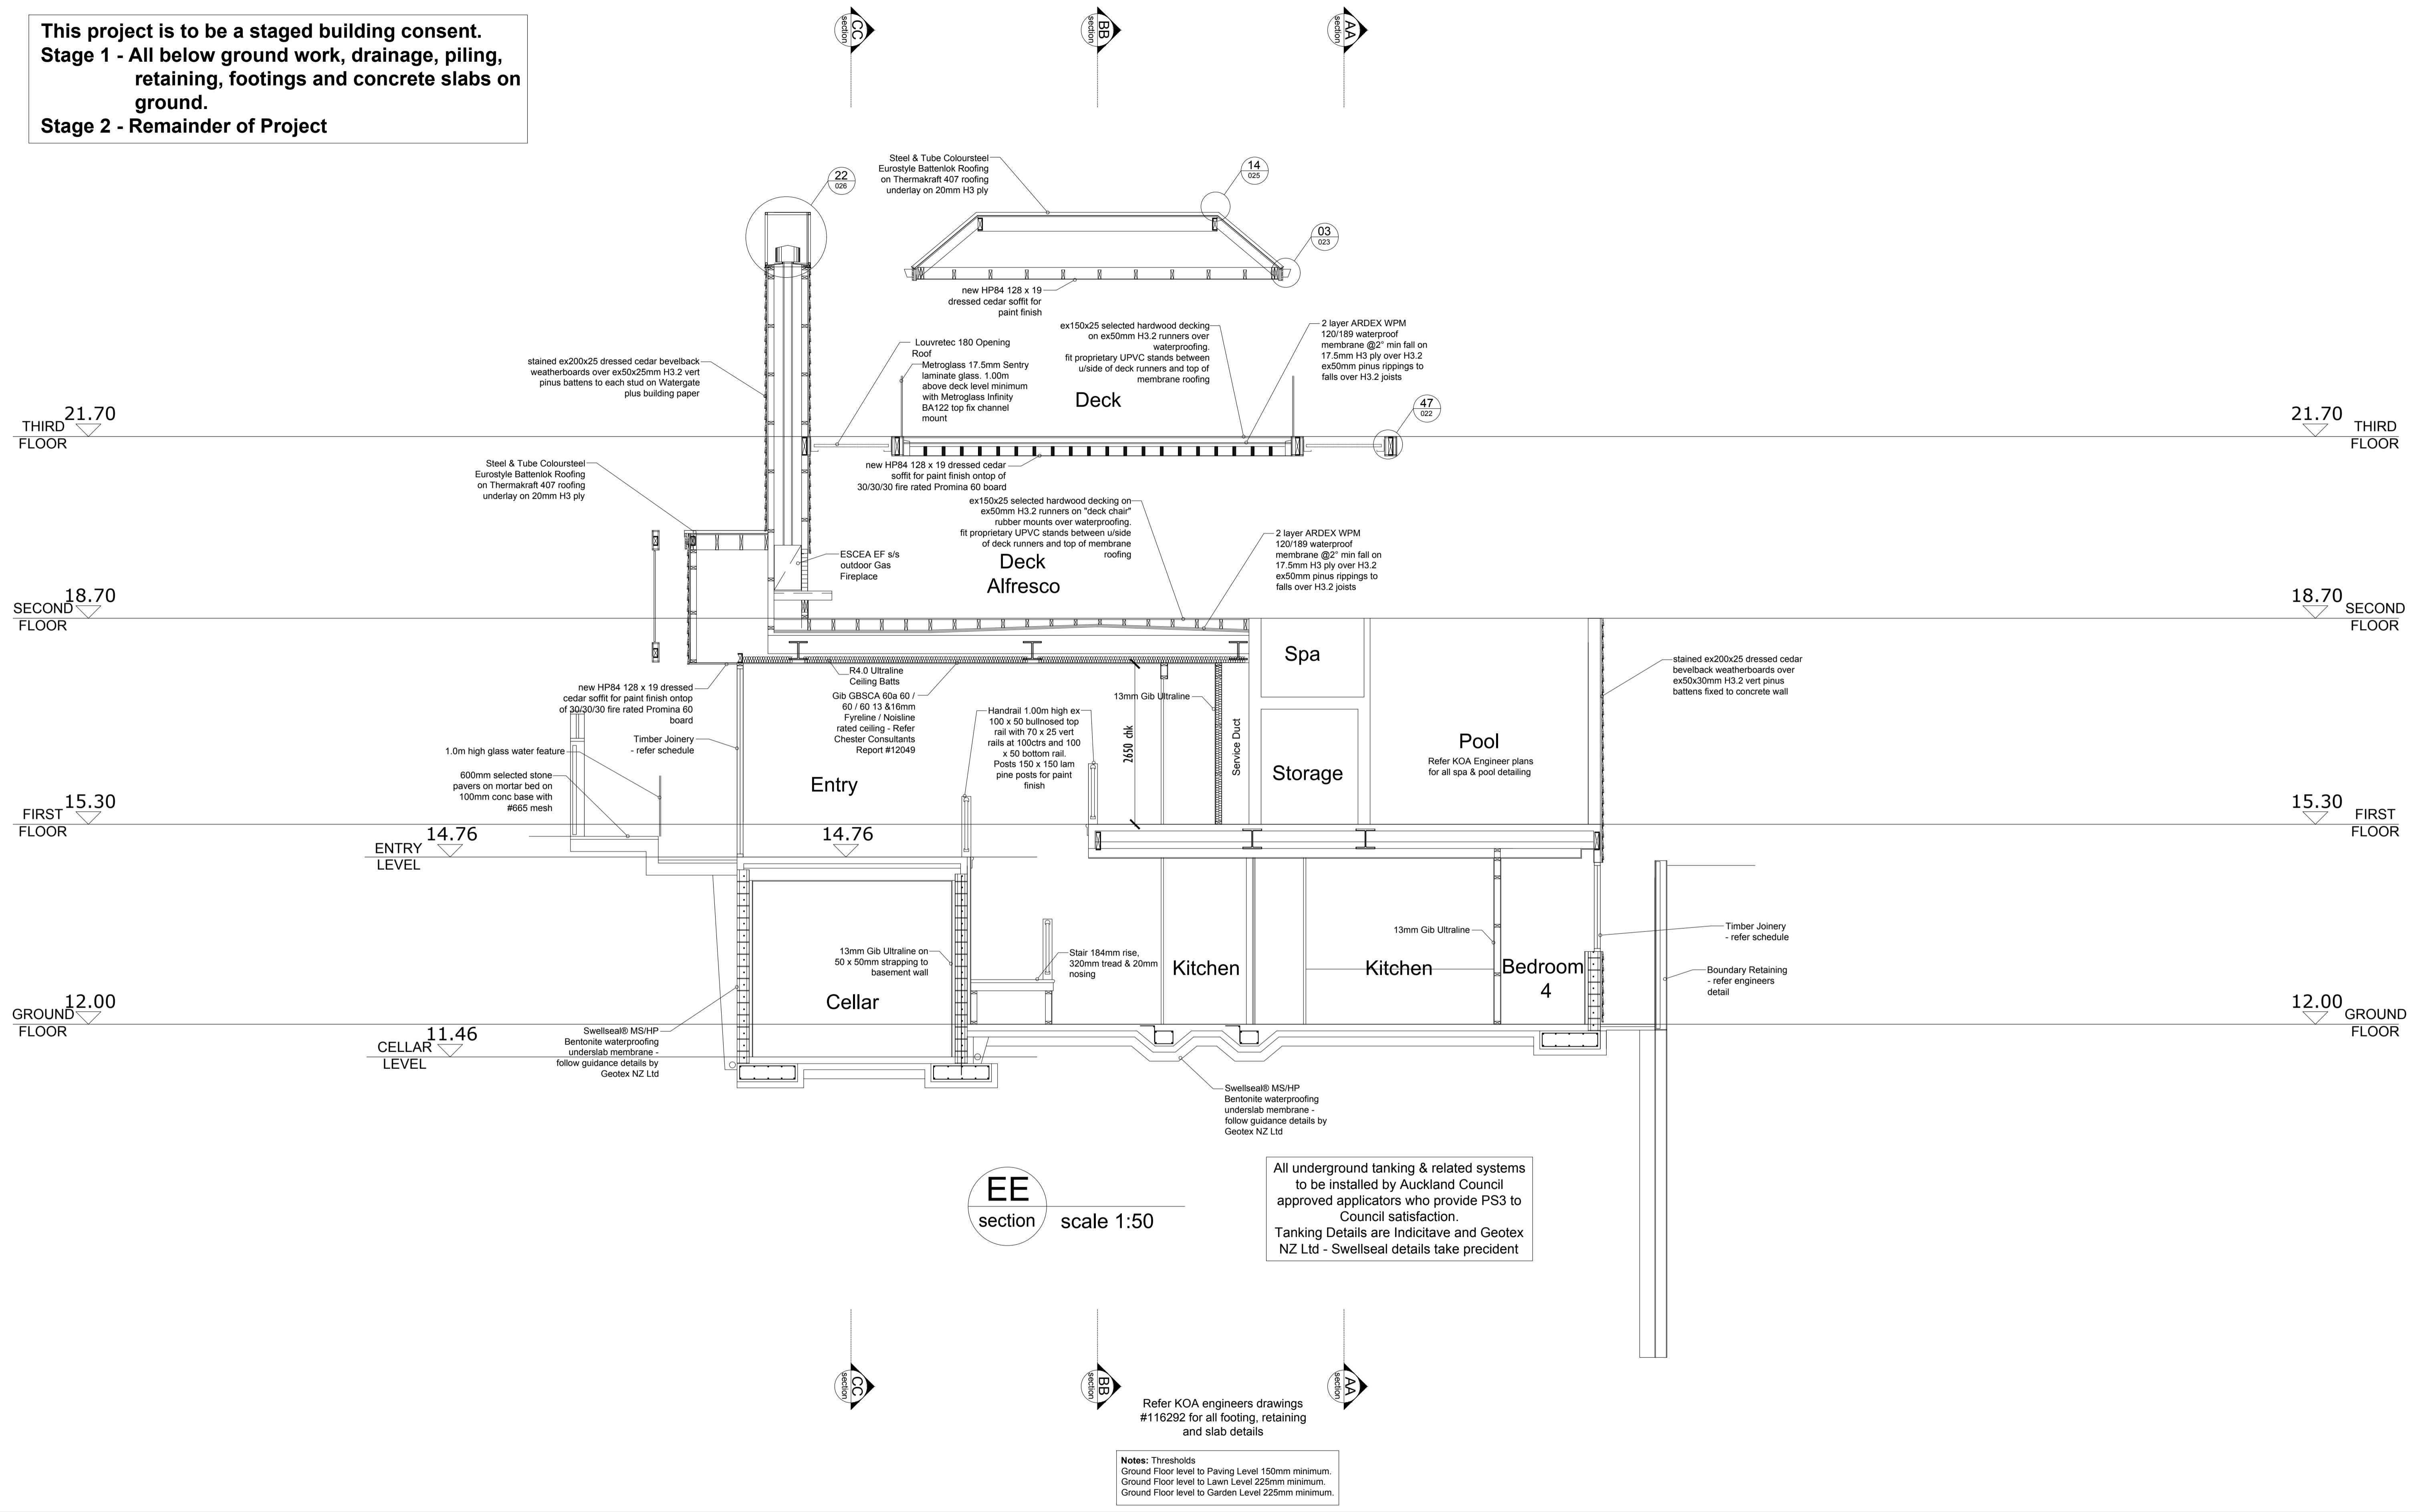 This project is to be a staged building consent.
Stage 1 - All below ground work, drainage, piling,
retaining, footings and concrete slabs on
ground.
Stage 2 - Remainder of Project
CC
section
BB
section
AA
section
22
026
Steel & Tube Coloursteel
Eurostyle Battenlok Roofing
on Thermakraft 407 roofing
underlay on 20mm H3 ply
14
025
03
023
new HP84 128 x 19
dressed cedar soffit for
paint finish
stained ex200x25 dressed cedar bevelback
weatherboards over ex50x25mm H3.2 vert
pinus battens to each stud on Watergate
plus building paper
Louvretec 180 Opening
Roof
Metroglass 17.5mm Sentry
laminate glass. 1.00m
above deck level minimum
with Metroglass Infinity
BA122 top fix channel
mount
ex150x25 selected hardwood decking
on ex50mm H3.2 runners over
waterproofing.
fit proprietary UPVC stands between
u/side of deck runners and top of
membrane roofing
2 layer ARDEX WPM
120/189 waterproof
membrane @2° min fall on
17.5mm H3 ply over H3.2
ex50mm pinus rippings to
falls over H3.2 joists
Deck
47
022
21.70
THIRD
FLOOR
21.70
THIRD
FLOOR
Steel & Tube Coloursteel
Eurostyle Battenlok Roofing
on Thermakraft 407 roofing
underlay on 20mm H3 ply
new HP84 128 x 19 dressed cedar
soffit for paint finish ontop of
30/30/30 fire rated Promina 60 board
ex150x25 selected hardwood decking on
ex50mm H3.2 runners on "deck chair"
rubber mounts over waterproofing.
fit proprietary UPVC stands between u/side
of deck runners and top of membrane
roofing
2 layer ARDEX WPM
120/189 waterproof
membrane @2° min fall on
17.5mm H3 ply over H3.2
ex50mm pinus rippings to
falls over H3.2 joists
ESCEA EF s/s
outdoor Gas
Fireplace
Deck
Alfresco
18.70
SECOND
FLOOR
18.70
SECOND
FLOOR
Spa
R4.0 Ultraline
Ceiling Batts
new HP84 128 x 19 dressed
cedar soffit for paint finish ontop
of 30/30/30 fire rated Promina 60
board
Gib GBSCA 60a 60 /
60 / 60 13 &16mm
Fyreline / Noisline
rated ceiling - Refer
Chester Consultants
Report #12049
Handrail 1.00m high ex
100 x 50 bullnosed top
rail with 70 x 25 vert
rails at 100ctrs and 100
x 50 bottom rail.
Posts 150 x 150 lam
pine posts for paint
finish
13mm Gib Ultraline
2650 chk
Service Duct
stained ex200x25 dressed cedar
bevelback weatherboards over
ex50x30mm H3.2 vert pinus
battens fixed to concrete wall
Timber Joinery
- refer schedule
1.0m high glass water feature
600mm selected stone
pavers on mortar bed on
100mm conc base with
#665 mesh
Entry
Storage
Pool
Refer KOA Engineer plans
for all spa & pool detailing
15.30
FIRST
FLOOR
15.30
FIRST
FLOOR
14.76
ENTRY
LEVEL
14.76
13mm Gib Ultraline on
50 x 50mm strapping to
basement wall
Stair 184mm rise,
320mm tread & 20mm
nosing
13mm Gib Ultraline
Timber Joinery
- refer schedule
Boundary Retaining
- refer engineers
detail
Cellar
Kitchen
Kitchen
Bedroom
4
12.00
GROUND
FLOOR
12.00
GROUND
FLOOR
11.46
CELLAR
LEVEL
Swellseal® MS/HP
Bentonite waterproofing
underslab membrane -
follow guidance details by
Geotex NZ Ltd
Swellseal® MS/HP
Bentonite waterproofing
underslab membrane -
follow guidance details by
Geotex NZ Ltd
EE
section
scale 1:50
All underground tanking & related systems
to be installed by Auckland Council
approved applicators who provide PS3 to
Council satisfaction.
Tanking Details are Indicitave and Geotex
NZ Ltd - Swellseal details take precident
CC
section
BB
section
AA
section
Refer KOA engineers drawings
#116292 for all footing, retaining
and slab details
Notes: Thresholds
Ground Floor level to Paving Level 150mm minimum.
Ground Floor level to Lawn Level 225mm minimum.
Ground Floor level to Garden Level 225mm minimum.